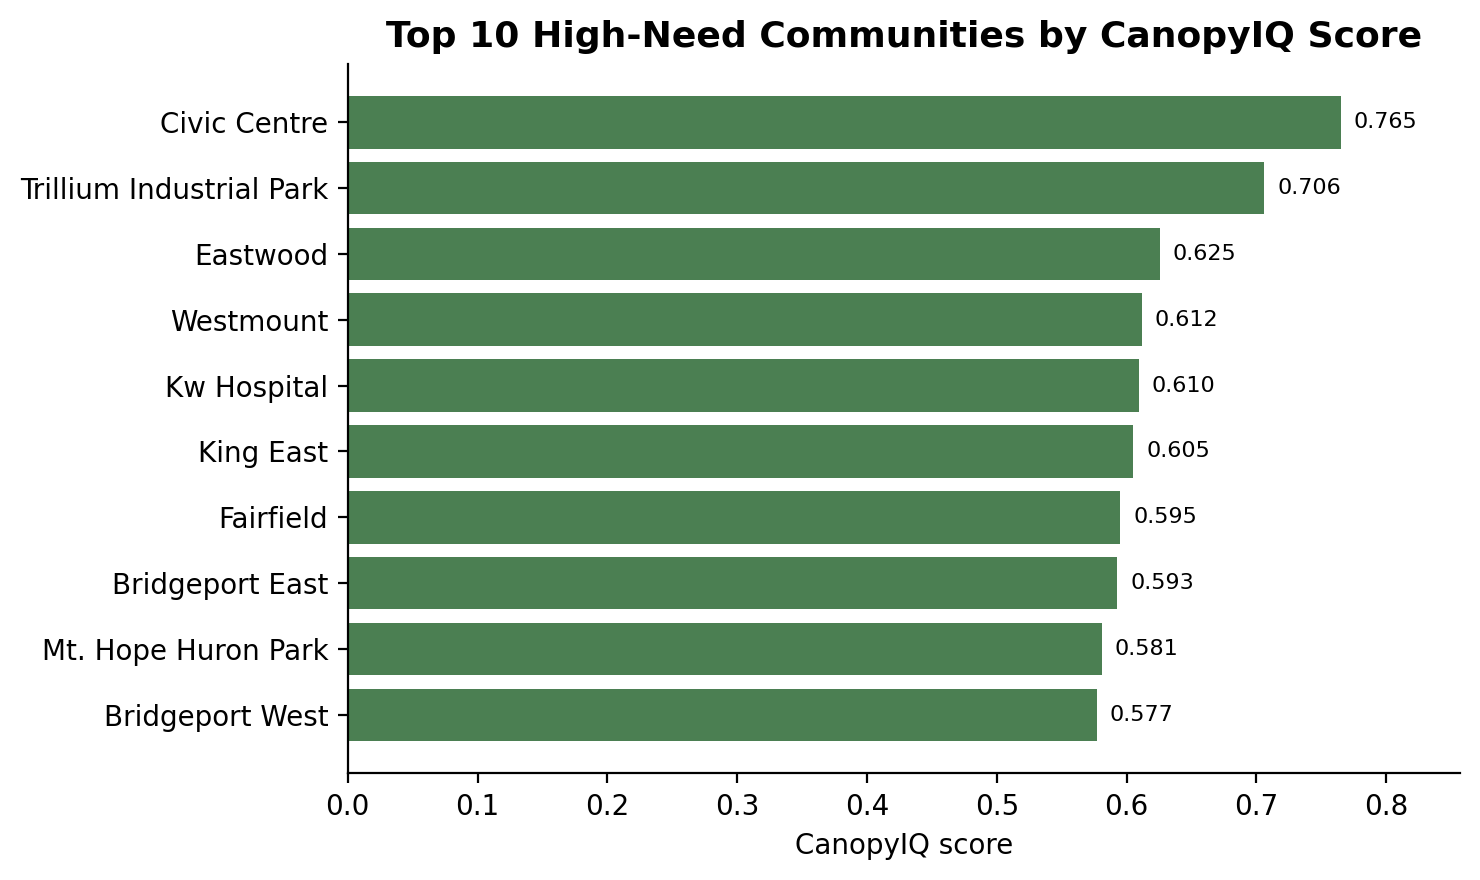 Top 10 High-Need Communities by CanopyIQ Score
Civic Centre 0.765
Trillium Industrial Park 0.706
Eastwood 0.625
Westmount 0.612
Kw Hospital 0.610
King East 0.605
Fairfield 0.595
Bridgeport East 0.593
Mt. Hope Huron Park 0.581
Bridgeport West 0.577
0.0 0.1 0.2 0.3 0.4 0.5 0.6 0.7 0.8
CanopyIQ score